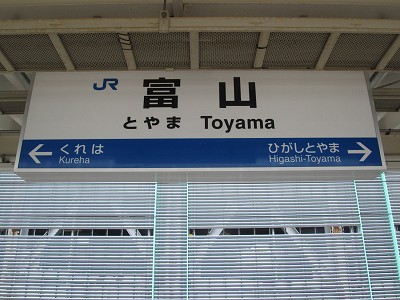 JR 富山
とやま Toyama
← くれは ひがしとやま →
Kureha Higashi-Toyama